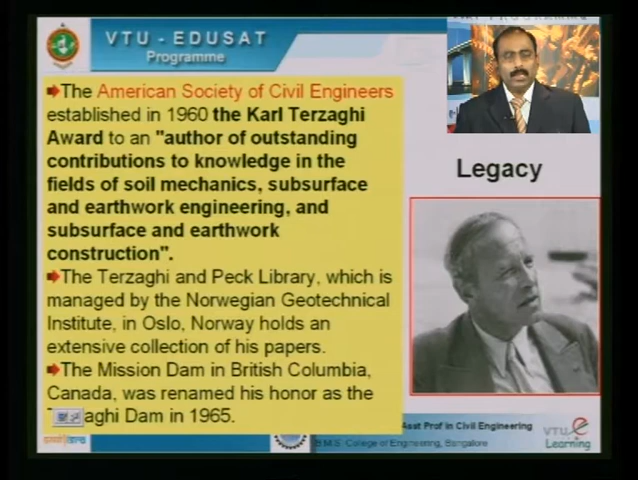 VTU - EDUSAT
Programme
The American Society of Civil Engineers
established in 1960 the Karl Terzaghi
Award to an "author of outstanding
contributions to knowledge in the
fields of soil mechanics, subsurface
and earthwork engineering, and
subsurface and earthwork
construction".
The Terzaghi and Peck Library, which is
managed by the Norwegian Geotechnical
Institute, in Oslo, Norway holds an
extensive collection of his papers.
The Mission Dam in British Columbia,
Canada, was renamed his honor as the
aghi Dam in 1965.
Legacy
Asst Prof in Civil Engineering
B.M.S. College of Engineering, Bangalore
VTU e
Learning